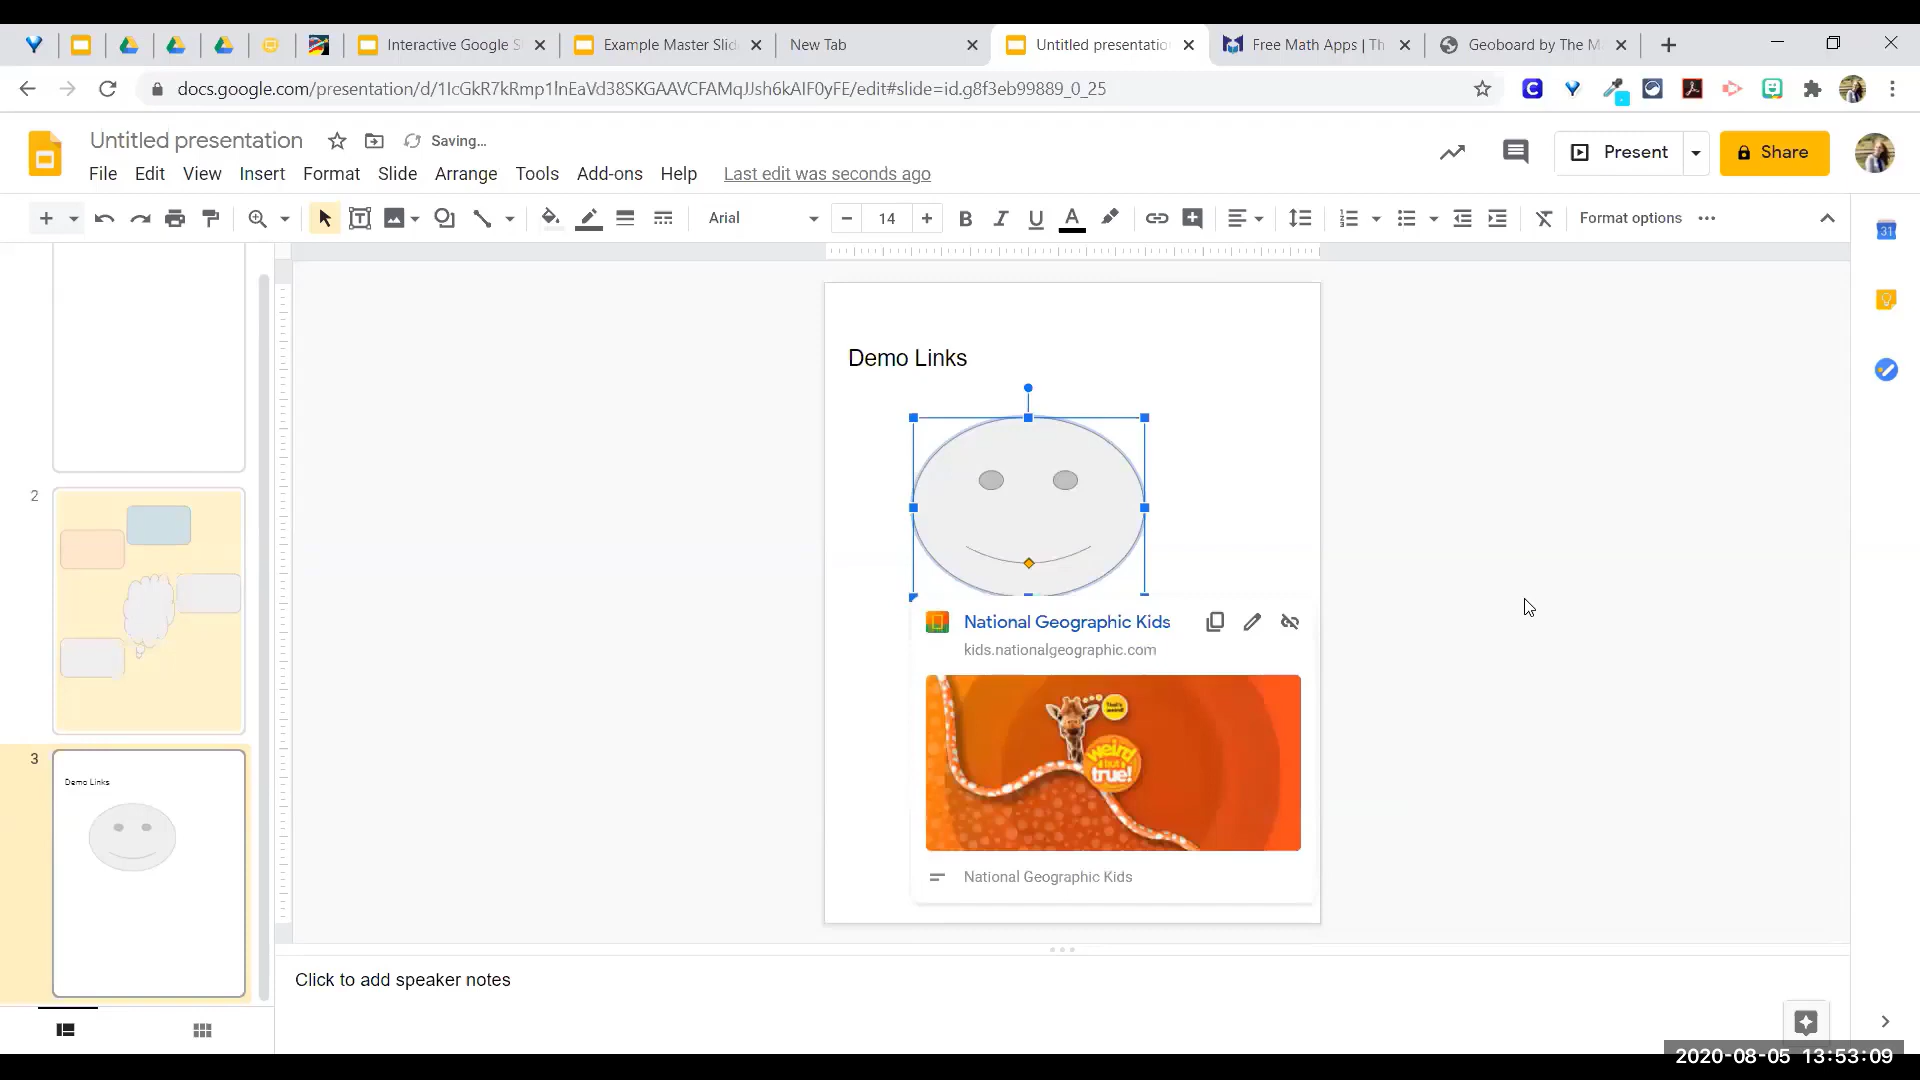 Interactive Google S
Example Master Slid
New Tab
Untitled presentatio
Free Math Apps | Th
Geoboard by The M
docs.google.com/presentation/d/1IcGkR7kRmp1lnEaVd38SKGAAVCFAMqJJsh6kAIF0yFE/edit#slide=id.g8f3eb99889_0_25
Untitled presentation
Saving…
Present
Share
File Edit View Insert Format Slide Arrange Tools Add-ons Help Last edit was seconds ago
Arial
14
B I U A
Format options
31
Demo Links
National Geographic Kids
kids.nationalgeographic.com
That's weird!
weird but true!
National Geographic Kids
2
3
Demo Links
Click to add speaker notes
2020-08-05 13:53:09